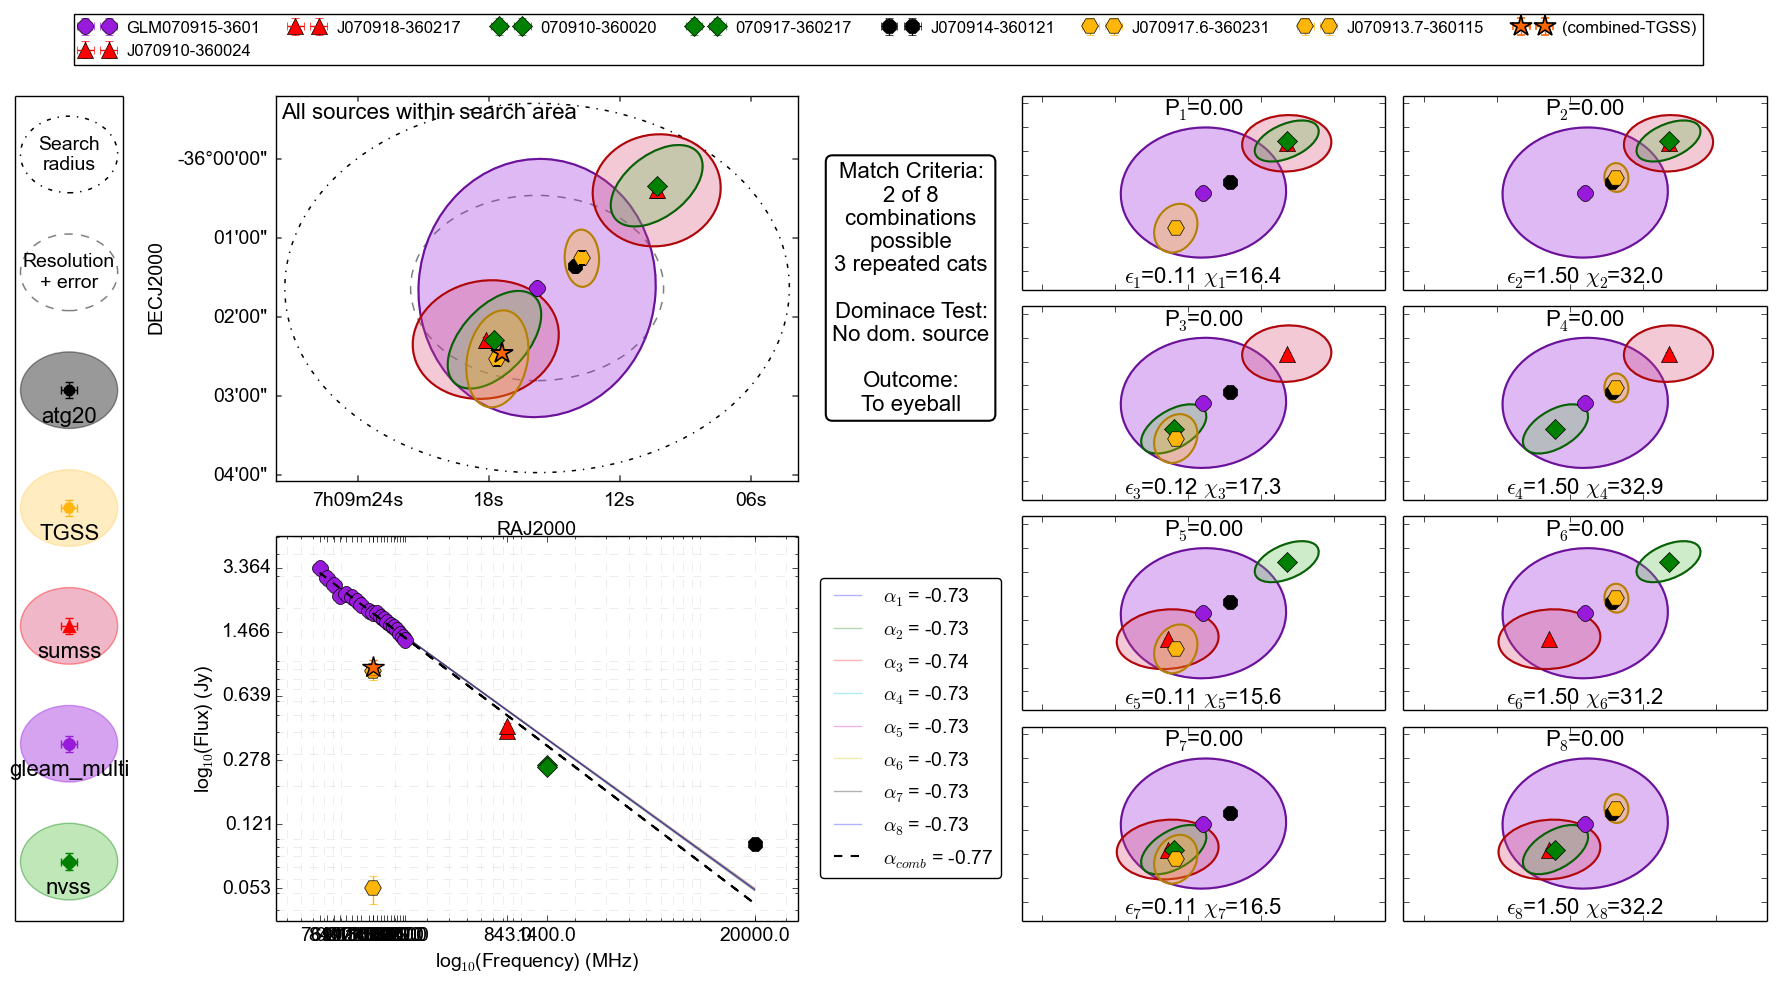 GLM070915-3601 J070918-360217 070910-360020 070917-360217 J070914-360121 J070917.6-360231 J070913.7-360115 (combined-TGSS)
J070910-360024
Search
radius
Resolution
+ error
atg20
TGSS
sumss
gleam_multi
nvss
All sources within search area
DECJ2000
-36°00'00"
01'00"
02'00"
03'00"
04'00"
7h09m24s 18s 12s 06s
RAJ2000
Match Criteria:
2 of 8
combinations
possible
3 repeated cats
Dominace Test:
No dom. source
Outcome:
To eyeball
log10(Flux) (Jy)
3.364
1.466
0.639
0.278
0.121
0.053
843.0 1400.0 20000.0
log10(Frequency) (MHz)
α1 = -0.73
α2 = -0.73
α3 = -0.74
α4 = -0.73
α5 = -0.73
α6 = -0.73
α7 = -0.73
α8 = -0.73
αcomb = -0.77
P1=0.00
ϵ1=0.11 χ1=16.4
P2=0.00
ϵ2=1.50 χ2=32.0
P3=0.00
ϵ3=0.12 χ3=17.3
P4=0.00
ϵ4=1.50 χ4=32.9
P5=0.00
ϵ5=0.11 χ5=15.6
P6=0.00
ϵ6=1.50 χ6=31.2
P7=0.00
ϵ7=0.11 χ7=16.5
P8=0.00
ϵ8=1.50 χ8=32.2